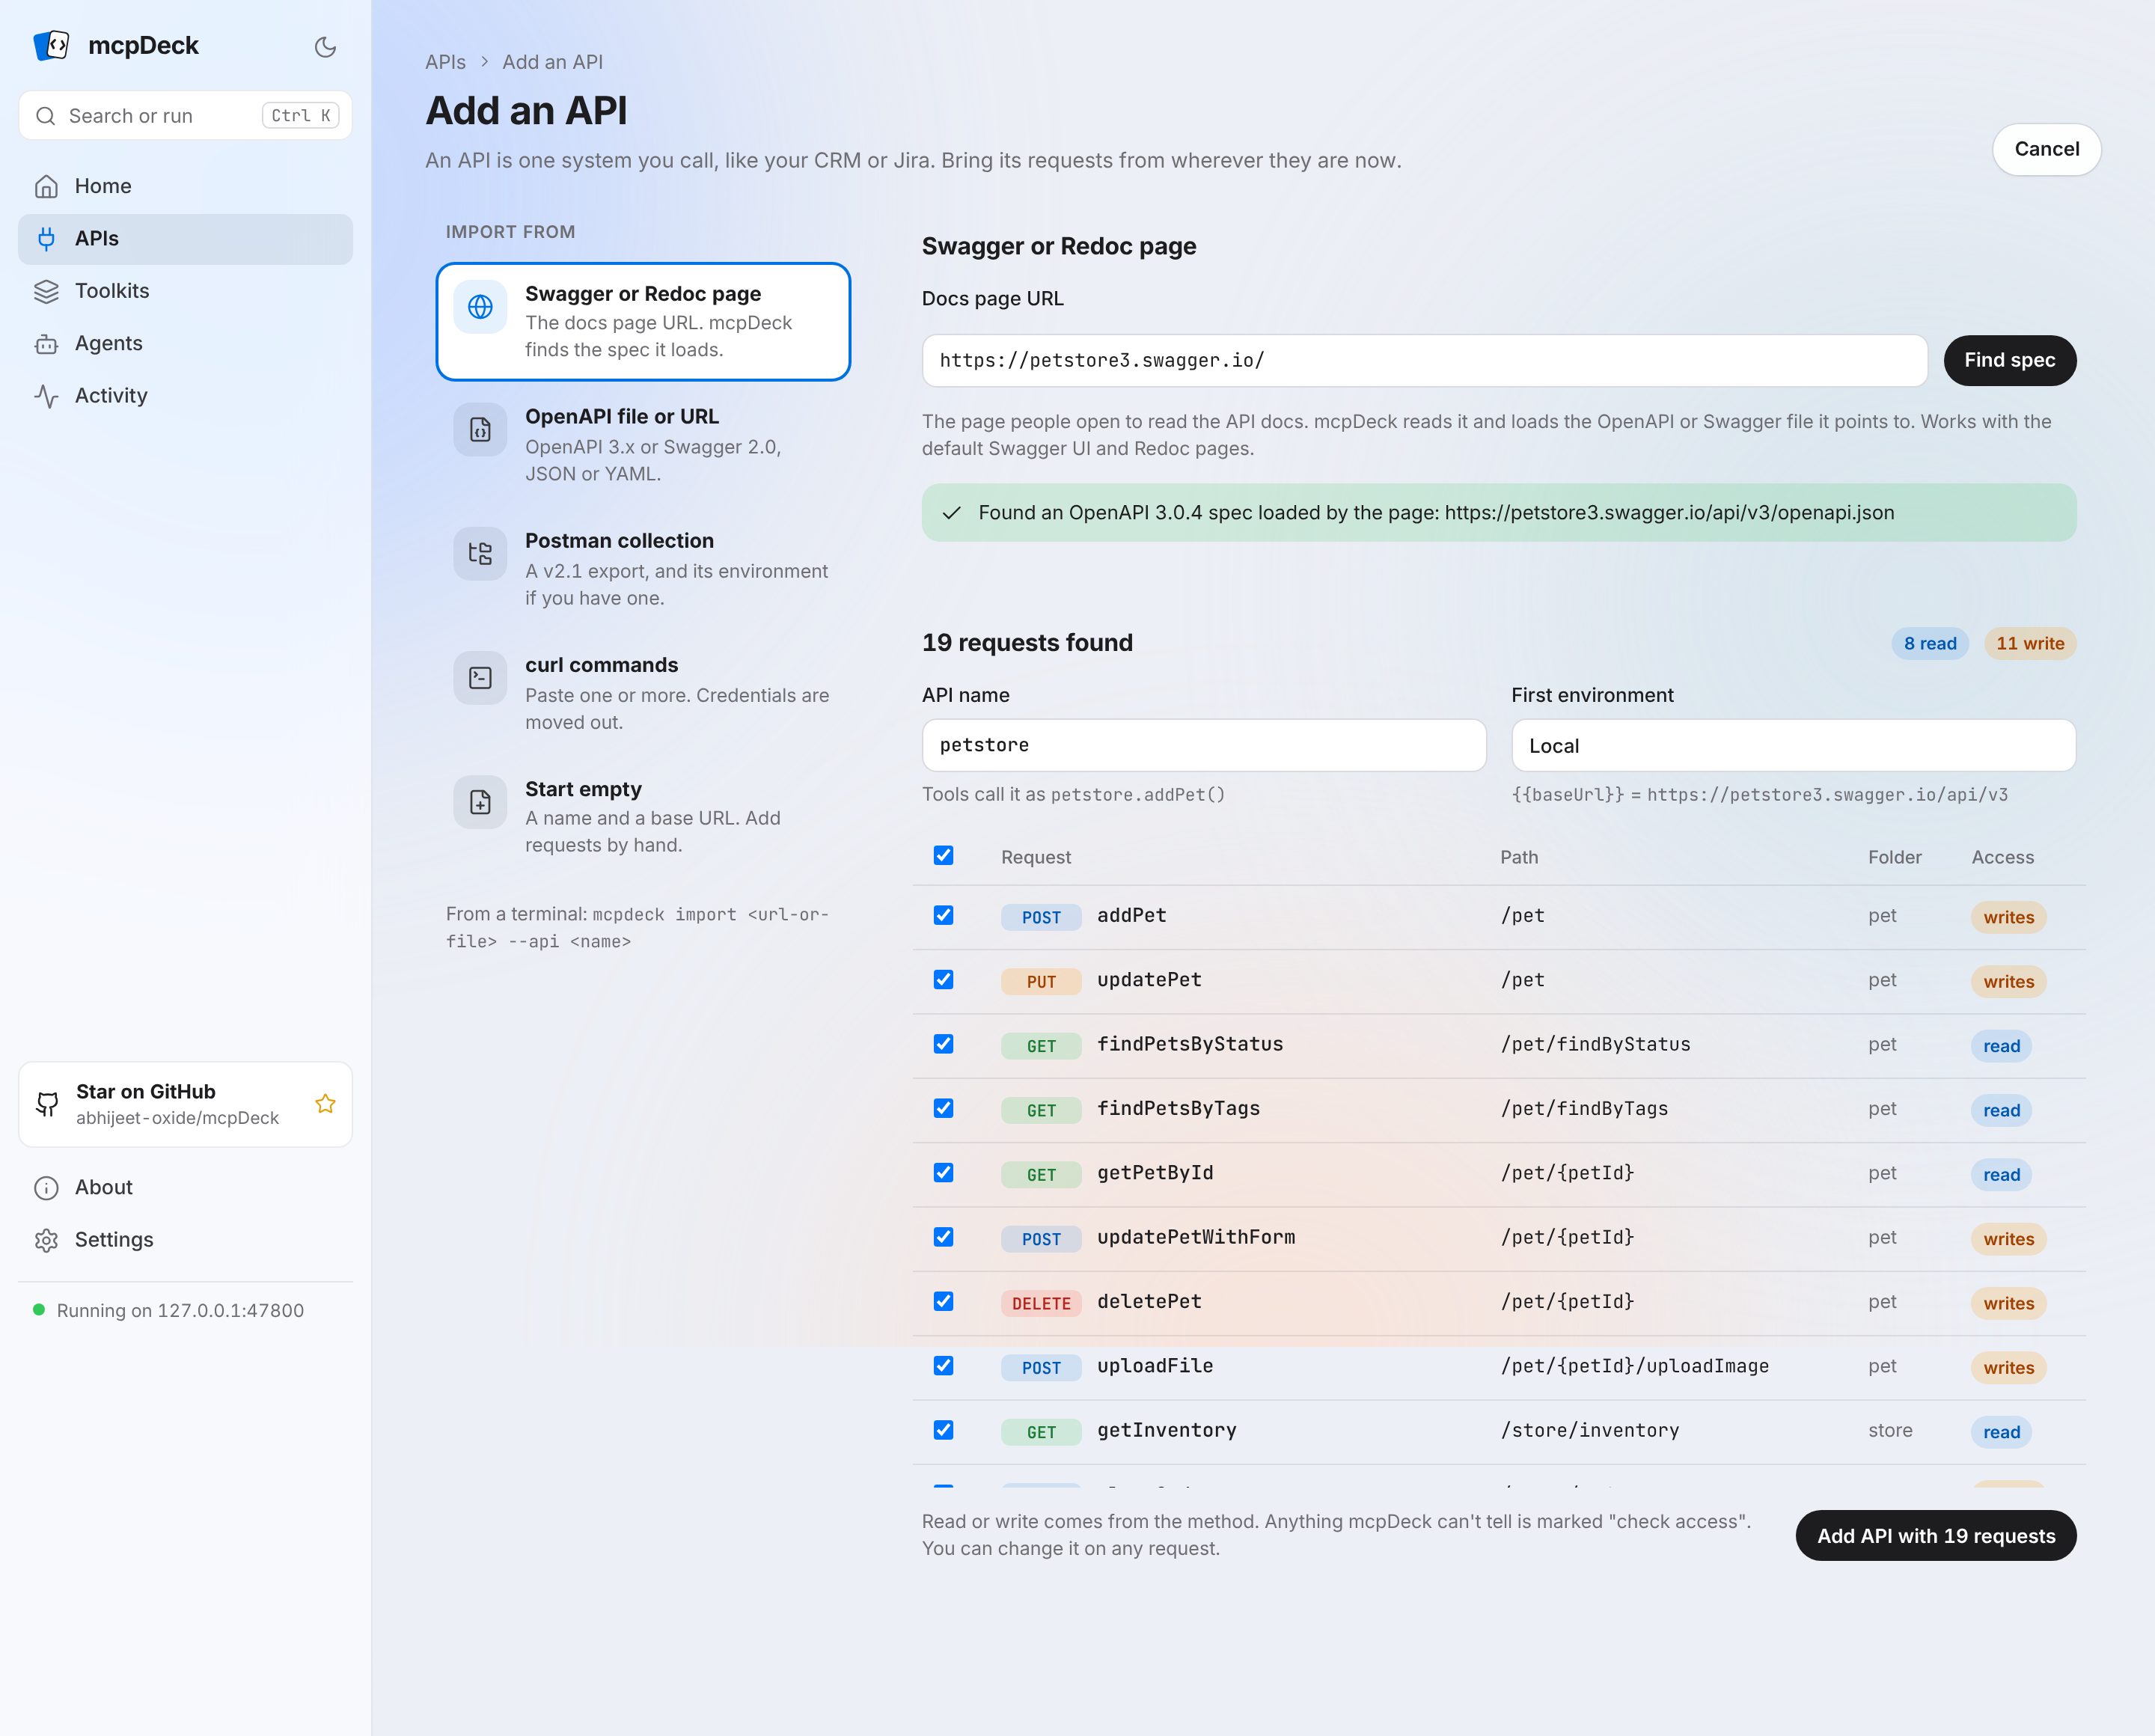 mcpDeck
Search or run
Ctrl K
Home
APIs
Toolkits
Agents
Activity
Star on GitHub
abhijeet-oxide/mcpDeck
About
Settings
Running on 127.0.0.1:47800
APIs > Add an API
Add an API
An API is one system you call, like your CRM or Jira. Bring its requests from wherever they are now.
Cancel
IMPORT FROM
Swagger or Redoc page
The docs page URL. mcpDeck
finds the spec it loads.
OpenAPI file or URL
OpenAPI 3.x or Swagger 2.0,
JSON or YAML.
Postman collection
A v2.1 export, and its environment
if you have one.
curl commands
Paste one or more. Credentials are
moved out.
Start empty
A name and a base URL. Add
requests by hand.
From a terminal: mcpdeck import <url-or-
file> --api <name>
Swagger or Redoc page
Docs page URL
https://petstore3.swagger.io/
Find spec
The page people open to read the API docs. mcpDeck reads it and loads the OpenAPI or Swagger file it points to. Works with the
default Swagger UI and Redoc pages.
Found an OpenAPI 3.0.4 spec loaded by the page: https://petstore3.swagger.io/api/v3/openapi.json
19 requests found
8 read
11 write
API name
First environment
petstore
Local
Tools call it as petstore.addPet()
{{baseUrl}} = https://petstore3.swagger.io/api/v3
Request Path Folder Access
POST addPet /pet pet writes
PUT updatePet /pet pet writes
GET findPetsByStatus /pet/findByStatus pet read
GET findPetsByTags /pet/findByTags pet read
GET getPetById /pet/{petId} pet read
POST updatePetWithForm /pet/{petId} pet writes
DELETE deletePet /pet/{petId} pet writes
POST uploadFile /pet/{petId}/uploadImage pet writes
GET getInventory /store/inventory store read
Read or write comes from the method. Anything mcpDeck can't tell is marked "check access".
You can change it on any request.
Add API with 19 requests